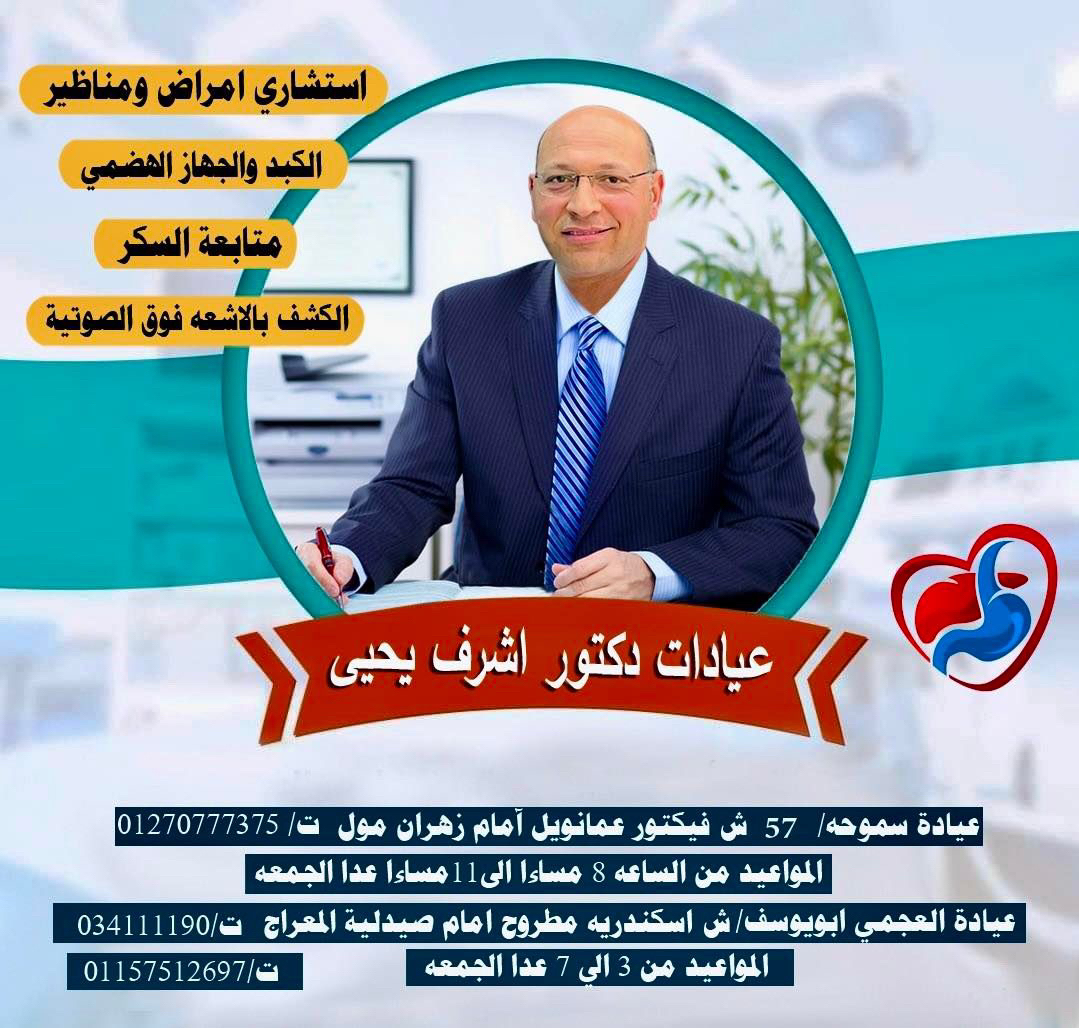 استشاري امراض ومناظير
الكبد والجهاز الهضمي
متابعة السكر
الكشف بالاشعه فوق الصوتية
عيادات دكتور اشرف يحيى
عيادة سموحه/ 57 ش فيكتور عمانويل آمام زهران مول ت/ 01270777375
المواعيد من الساعه 8 مساءا الى11مساءا عدا الجمعه
عيادة العجمي ابويوسف/ ش اسكندريه مطروح امام صيدلية المعراج ت/034111190
المواعيد من 3 الي 7 عدا الجمعه ت/01157512697